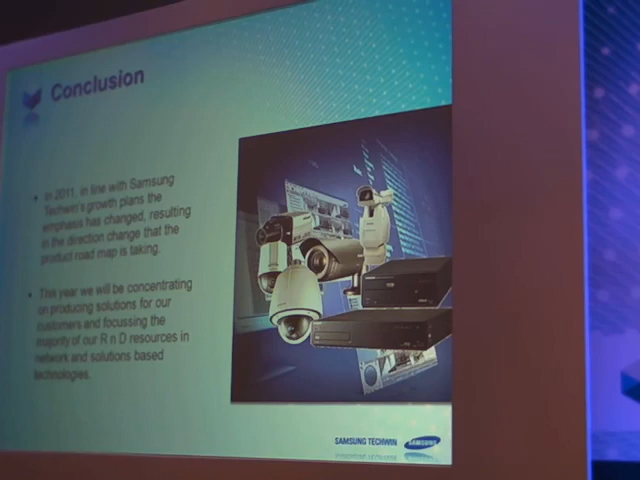 Conclusion
• In 2011, in line with Samsung
Techwin's growth plans the
emphasis has changed, resulting
in the direction change that the
product road map is taking.
• This year we will be concentrating
on producing solutions for our
customers and focussing the
majority of our R n D resources in
network and solutions based
technologies.
SAMSUNG TECHWIN SAMSUNG